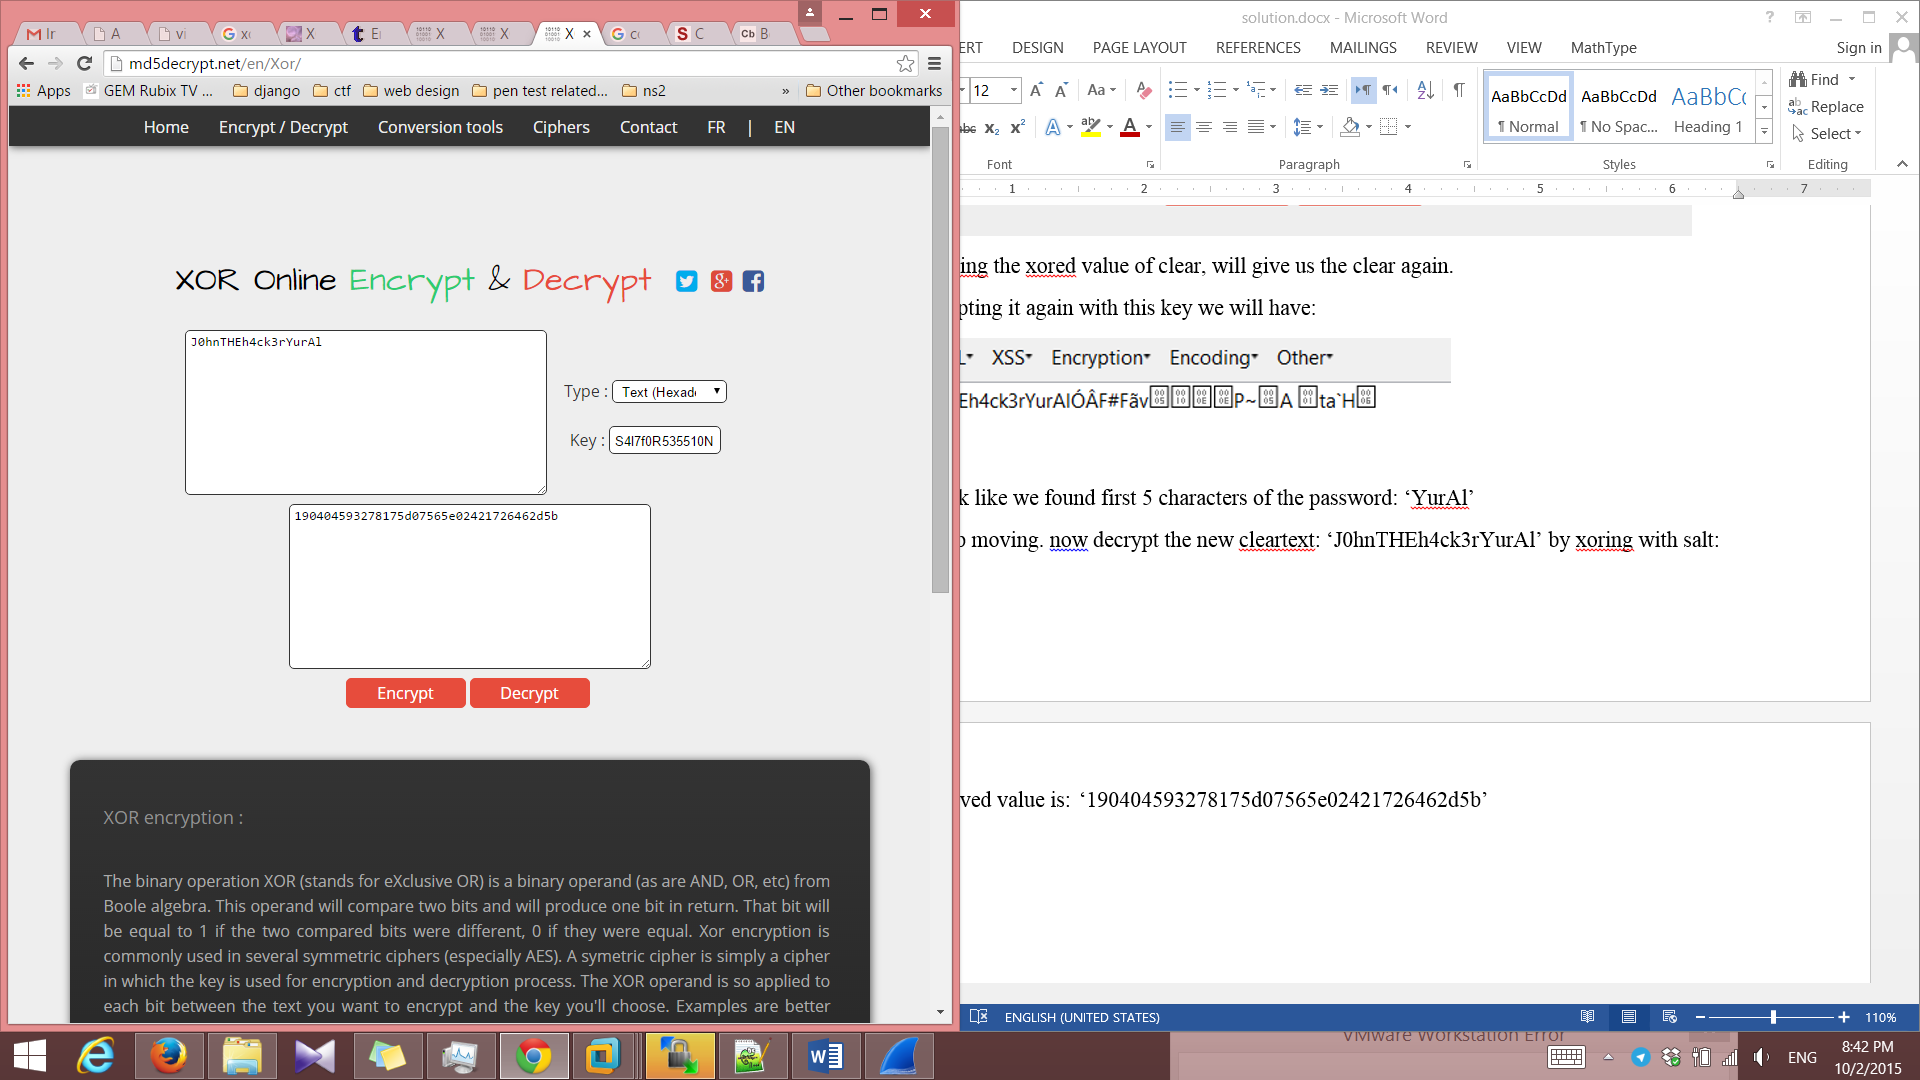 Ir
A
vi
x
X
Er
X
X
X
C
B
md5decrypt.net/en/Xor/
Apps
GEM Rubix TV ...
django
ctf
web design
pen test related...
ns2
»
Other bookmarks
Home
Encrypt / Decrypt
Conversion tools
Ciphers
Contact
FR
|
EN
XOR Online Encrypt & Decrypt
J0hnTHEh4ck3rYurAl
Type :
Text (Hexade
Key :
S4l7f0R535510N
190404593278175d07565e02421726462d5b
Encrypt
Decrypt
XOR encryption :
The binary operation XOR (stands for eXclusive OR) is a binary operand (as are AND, OR, etc) from
Boole algebra. This operand will compare two bits and will produce one bit in return. That bit will
be equal to 1 if the two compared bits were different, 0 if they were equal. Xor encryption is
commonly used in several symmetric ciphers (especially AES). A symetric cipher is simply a cipher
in which the key is used for encryption and decryption process. The XOR operand is so applied to
each bit between the text you want to encrypt and the key you'll choose. Examples are better
solution.docx - Microsoft Word
ERT
DESIGN
PAGE LAYOUT
REFERENCES
MAILINGS
REVIEW
VIEW
MathType
Sign in
12
Aa
AaBbCcDd
¶ Normal
AaBbCcDd
¶ No Spac...
AaBbCc
Heading 1
Find
Replace
Select
Font
Paragraph
Styles
Editing
1 2 3 4 5 6 7
ing the xored value of clear, will give us the clear again.
pting it again with this key we will have:
L
XSS
Encryption
Encoding
Other
Eh4ck3rYurAlÓÂF#Fãv P~ A ta`H
k like we found first 5 characters of the password: ‘YurAl’
p moving. now decrypt the new cleartext: ‘J0hnTHEh4ck3rYurAl’ by xoring with salt:
ved value is: ‘190404593278175d07565e02421726462d5b’
ENGLISH (UNITED STATES)
110%
VMware Workstation Error
ENG
8:42 PM
10/2/2015